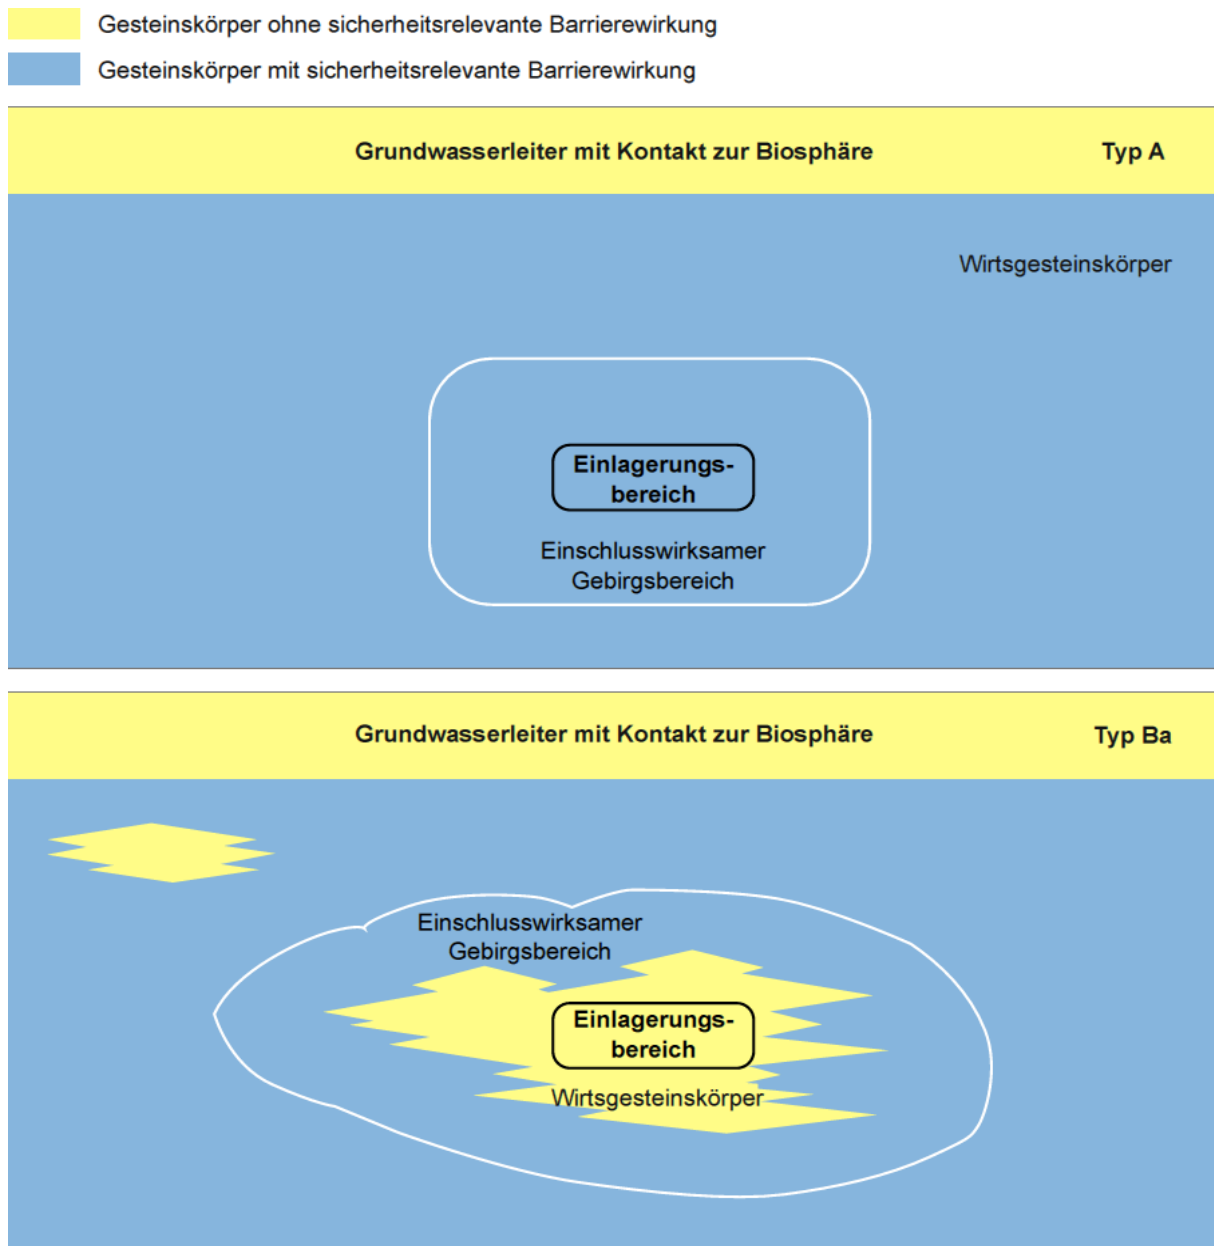 Gesteinskörper ohne sicherheitsrelevante Barrierewirkung
Gesteinskörper mit sicherheitsrelevante Barrierewirkung
Grundwasserleiter mit Kontakt zur Biosphäre
Typ A
Wirtsgesteinskörper
Einlagerungs-
bereich
Einschlusswirksamer
Gebirgsbereich
Grundwasserleiter mit Kontakt zur Biosphäre
Typ Ba
Einschlusswirksamer
Gebirgsbereich
Einlagerungs-
bereich
Wirtsgesteinskörper